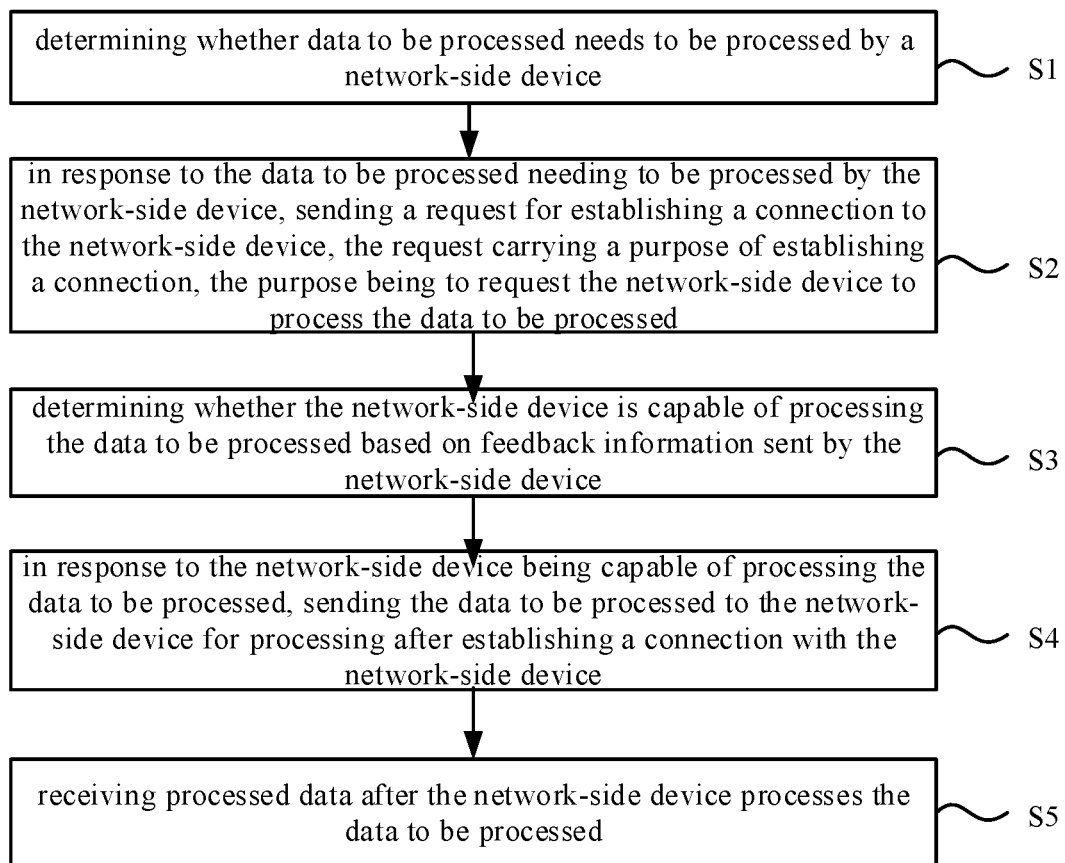 determining whether data to be processed needs to be processed by a
network-side device
S1
in response to the data to be processed needing to be processed by the
network-side device, sending a request for establishing a connection to
the network-side device, the request carrying a purpose of establishing
a connection, the purpose being to request the network-side device to
process the data to be processed
S2
determining whether the network-side device is capable of processing
the data to be processed based on feedback information sent by the
network-side device
S3
in response to the network-side device being capable of processing the
data to be processed, sending the data to be processed to the network-
side device for processing after establishing a connection with the
network-side device
S4
receiving processed data after the network-side device processes the
data to be processed
S5